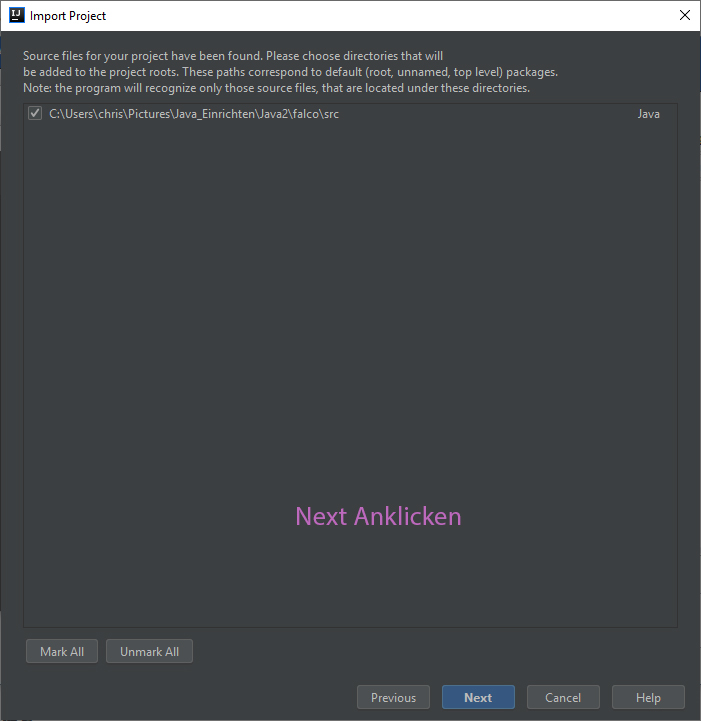 IJ Import Project
Source files for your project have been found. Please choose directories that will
be added to the project roots. These paths correspond to default (root, unnamed, top level) packages.
Note: the program will recognize only those source files, that are located under these directories.
C:\Users\chris\Pictures\Java_Einrichten\Java2\falco\src Java
Next Anklicken
Mark All Unmark All
Previous Next Cancel Help